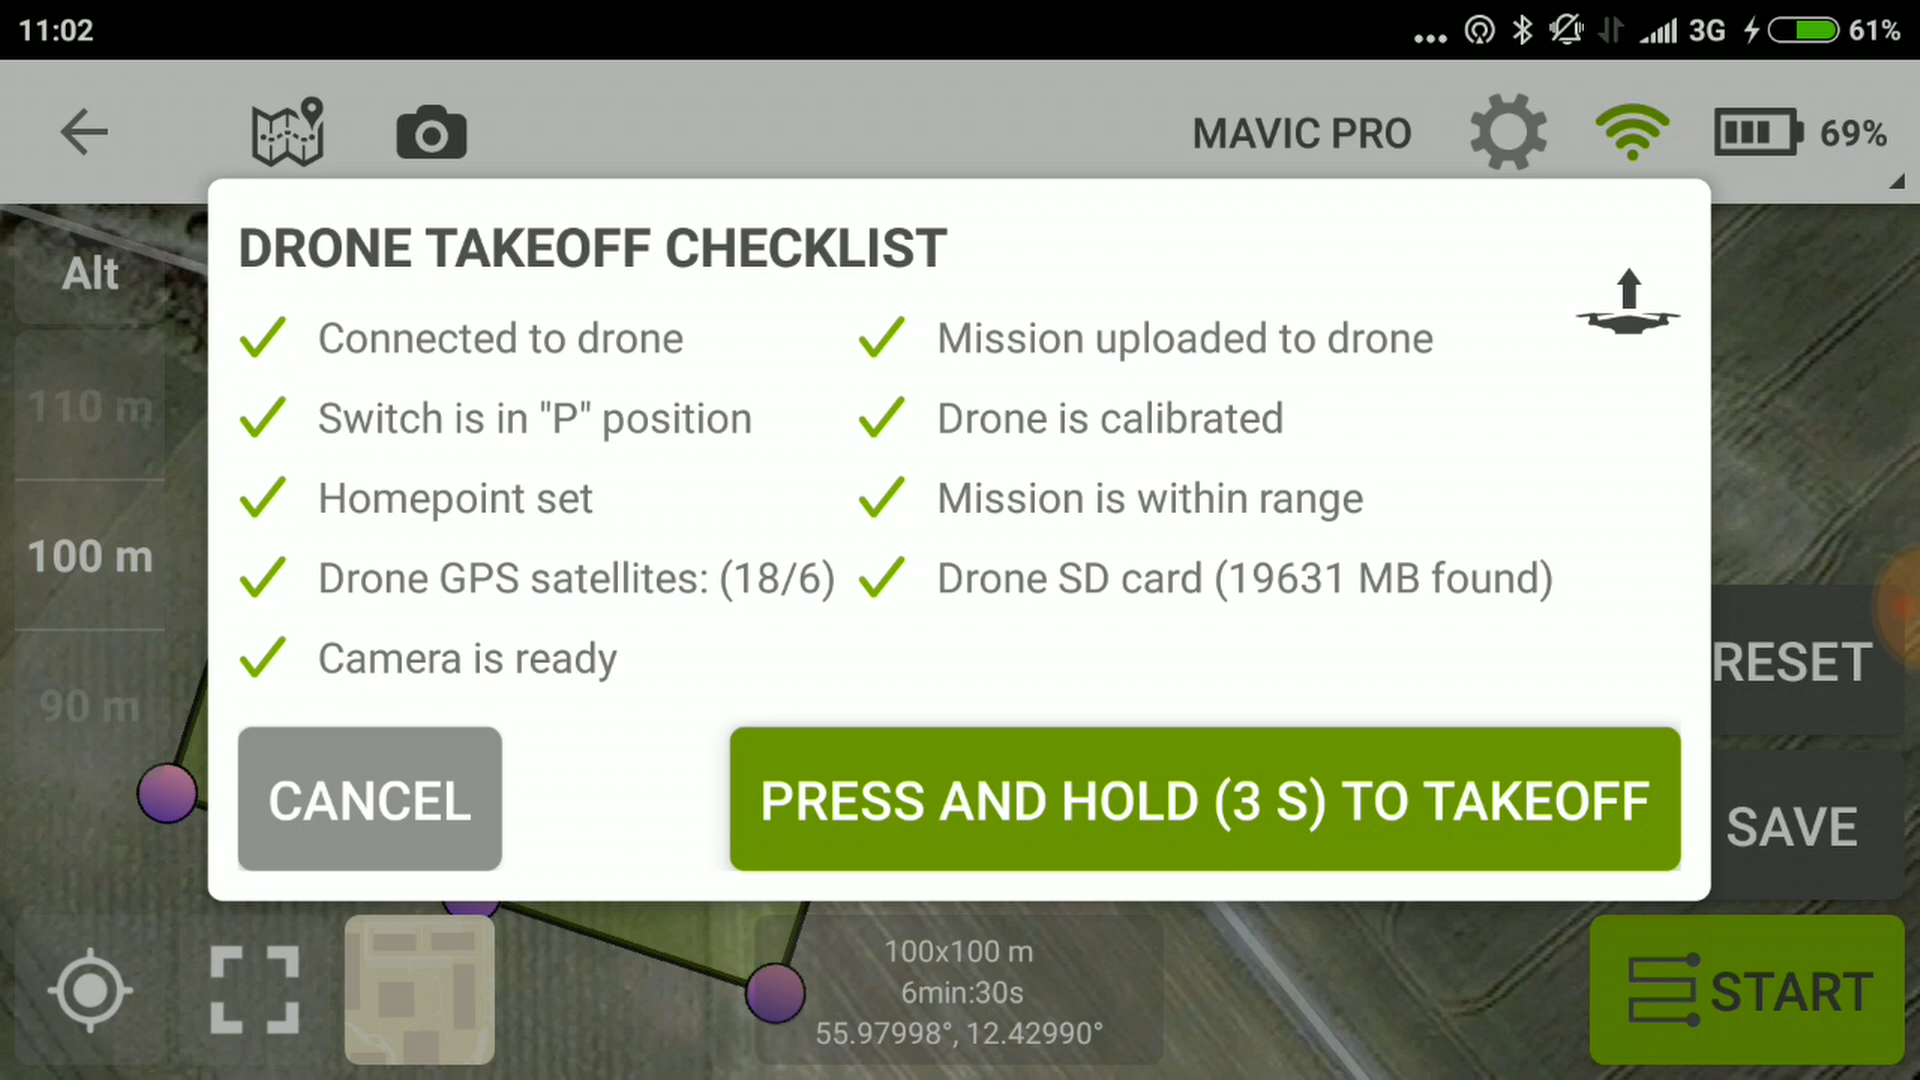 11:02
3G 61%
MAVIC PRO
69%
DRONE TAKEOFF CHECKLIST
Alt
Connected to drone
Mission uploaded to drone
110 m
Switch is in "P" position
Drone is calibrated
Homepoint set
Mission is within range
100 m
Drone GPS satellites: (18/6)
Drone SD card (19631 MB found)
Camera is ready
RESET
90 m
CANCEL
PRESS AND HOLD (3 S) TO TAKEOFF
SAVE
100x100 m
6min:30s
55.97998°, 12.42990°
START